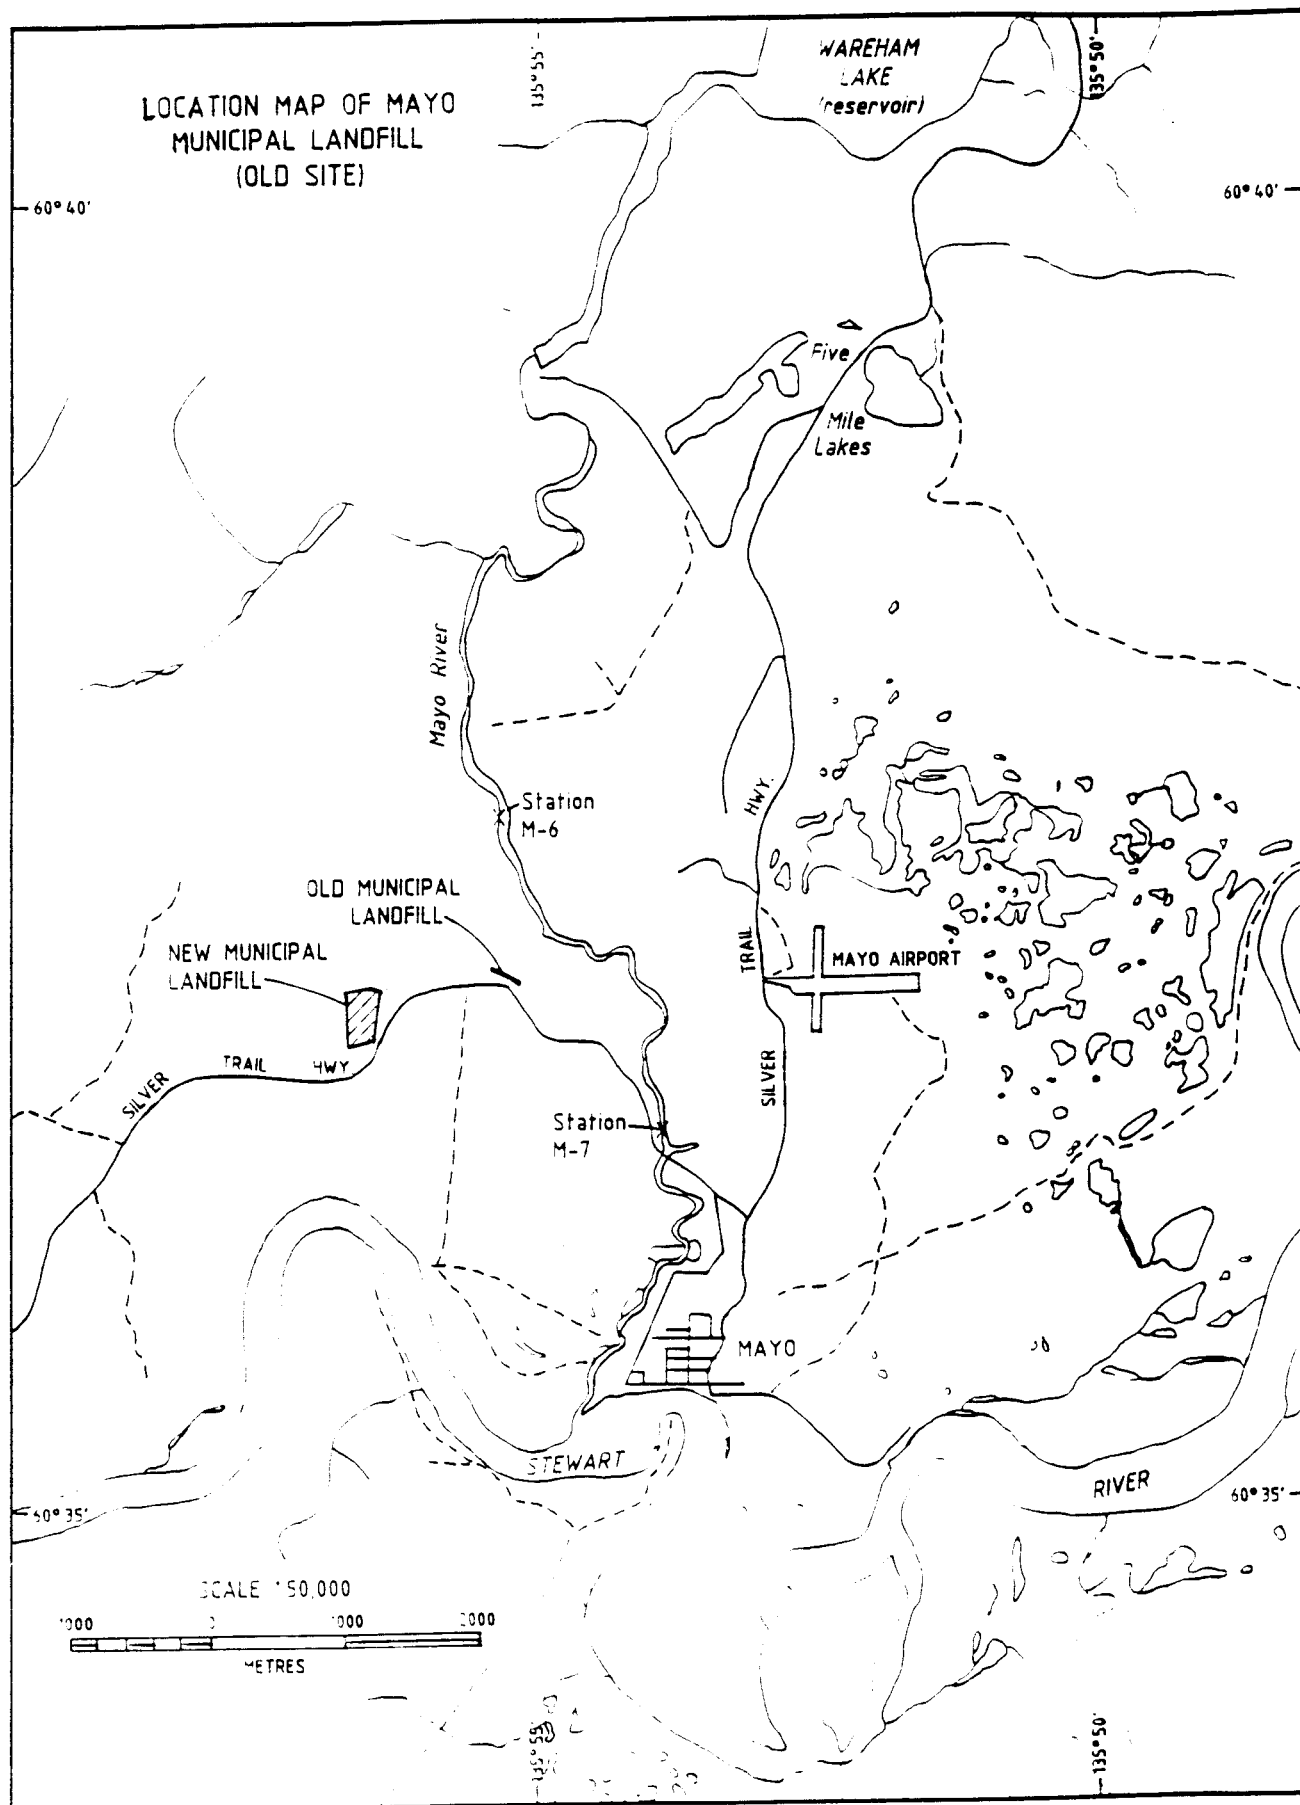 LOCATION MAP OF MAYO
MUNICIPAL LANDFILL
(OLD SITE)
135°55'
WAREHAM
LAKE
(reservoir)
135°50'
60°40'
60°40'
Five
Mile
Lakes
Mayo River
Station
M-6
HWY.
OLD MUNICIPAL
LANDFILL
NEW MUNICIPAL
LANDFILL
TRAIL
MAYO AIRPORT
SILVER
TRAIL
HWY
SILVER
Station
M-7
MAYO
STEWART
RIVER
60°35'
60°35'
SCALE 1:50,000
1000 0 1000 2000
METRES
135°55'
135°50'